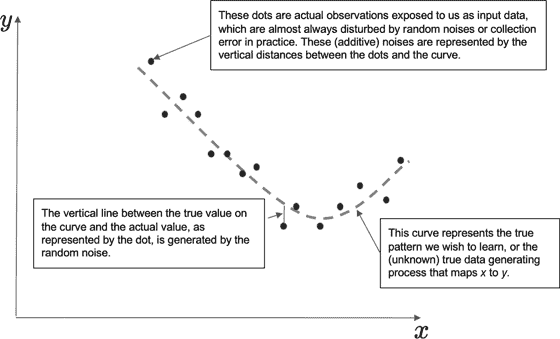 y
These dots are actual observations exposed to us as input data,
which are almost always disturbed by random noises or collection
error in practice. These (additive) noises are represented by the
vertical distances between the dots and the curve.
The vertical line between the true value on
the curve and the actual value, as
represented by the dot, is generated by the
random noise.
This curve represents the true
pattern we wish to learn, or the
(unknown) true data generating
process that maps x to y.
x